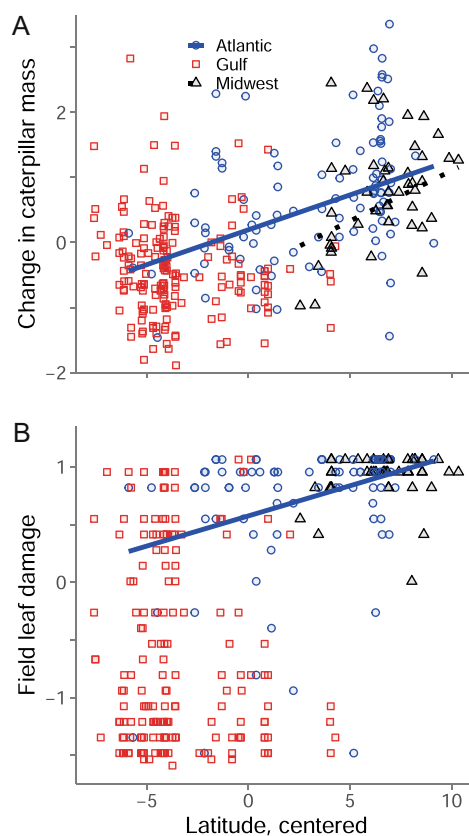 A
Atlantic
Gulf
Midwest
Change in caterpillar mass
2
0
−2
B
Field leaf damage
1
0
−1
−5
0
5
10
Latitude, centered